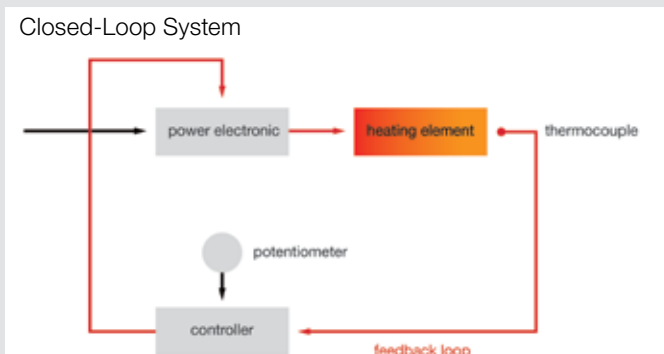 Closed-Loop System
power electronic
heating element
thermocouple
potentiometer
controller
feedback loop